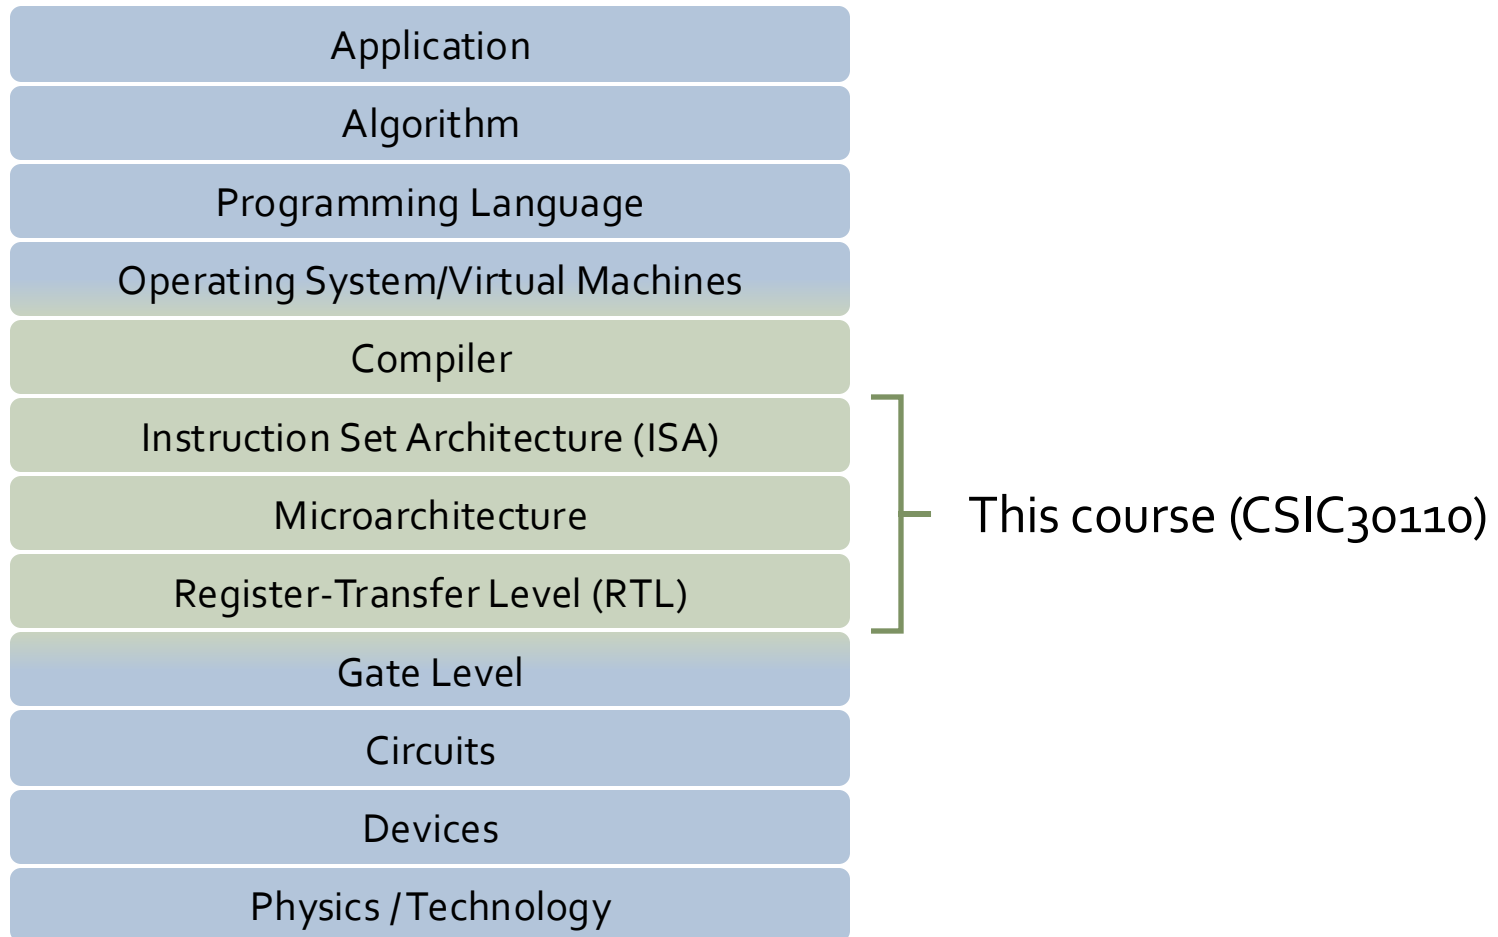 Application
Algorithm
Programming Language
Operating System/Virtual Machines
Compiler
Instruction Set Architecture (ISA)
Microarchitecture
Register-Transfer Level (RTL)
Gate Level
Circuits
Devices
Physics / Technology
This course (CSIC30110)